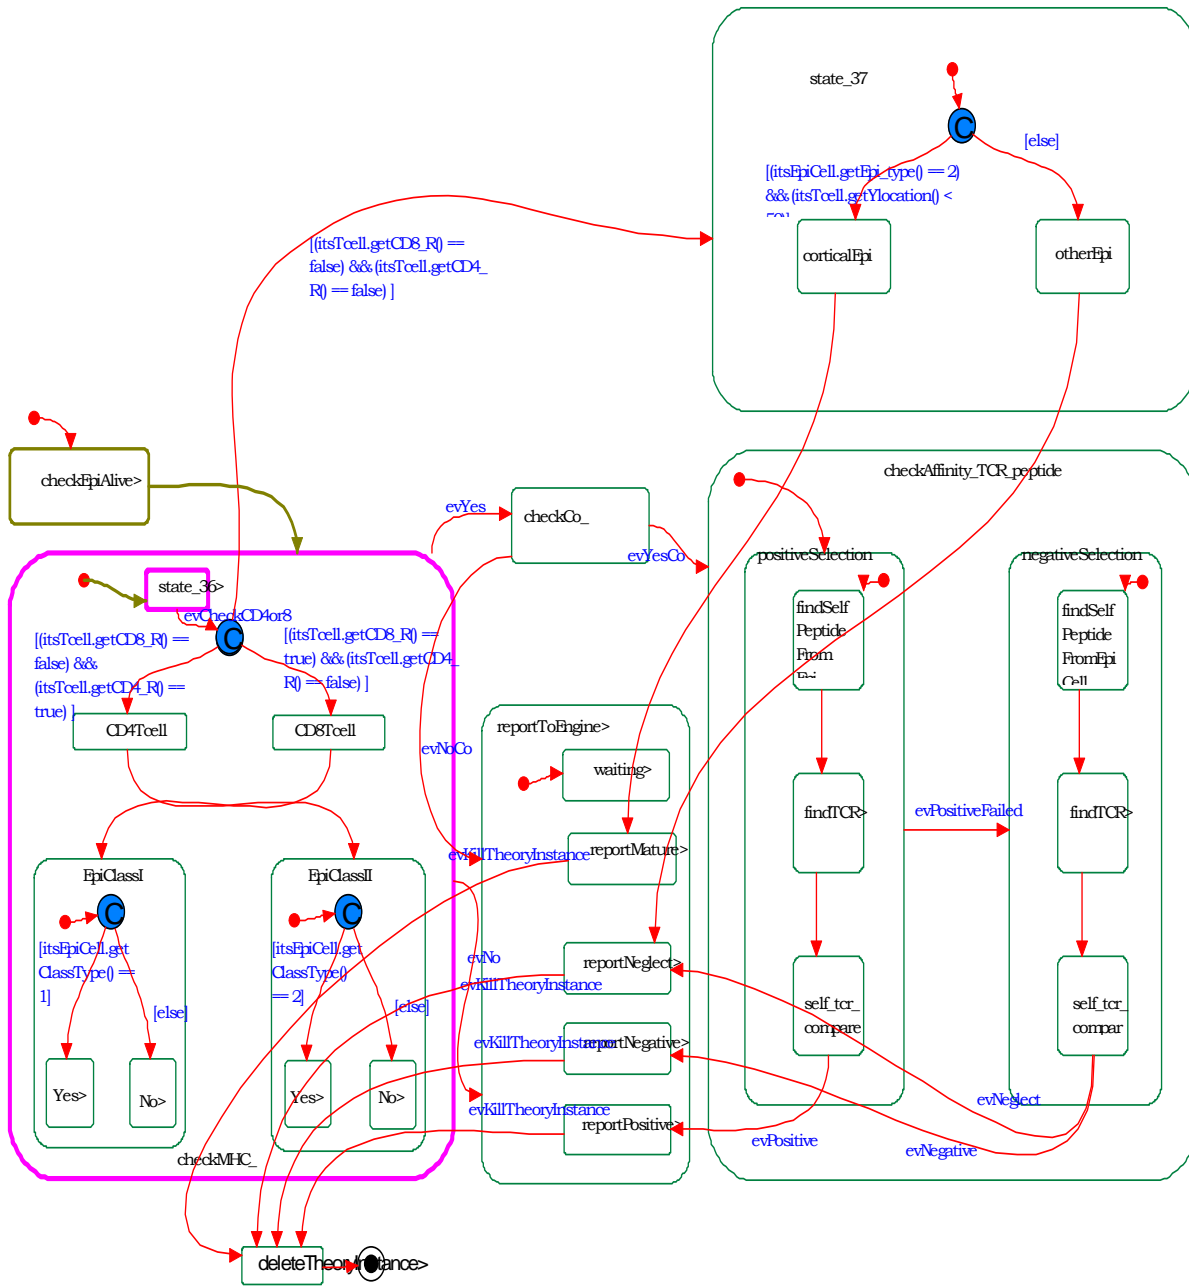 state_37
C
[else]
[(itsEpiCell.getEpi_type() == 2)
&& (itsTcell.getYlocation() <
corticalEpi
otherEpi
[(itsTcell.getCD8_R() ==
false) && (itsTcell.getCD4_
R() == false) ]
checkEpiAlive>
checkAffinity_TCR_peptide
evYes
checkCo_
evYesCo
state_36>
evCheckCD4or8
C
[(itsTcell.getCD8_R() ==
false) &&
(itsTcell.getCD4_R() ==
true) ]
[(itsTcell.getCD8_R() ==
true) && (itsTcell.getCD4_
R() == false) ]
CD4Tcell
CD8Tcell
evNoCo
EpiClassI
C
[itsEpiCell.get
ClassType() ==
1]
[else]
Yes>
No>
EpiClassII
C
[itsEpiCell.get
ClassType()
== 2]
[else]
Yes>
No>
checkMHC_
evNo
reportToEngine>
waiting>
reportMature>
evKillTheoryInstance
reportNeglect>
evKillTheoryInstance
reportNegative>
evKillTheoryInstance
reportPositive>
evKillTheoryInstance
positiveSelection
findSelf
Peptide
From
findTCR>
self_tcr_
compare
evPositiveFailed
negativeSelection
findSelf
Peptide
FromEpi
Cell
findTCR>
self_tcr_
compar
evNeglect
evNegative
evPositive
deleteTheoryInstance>